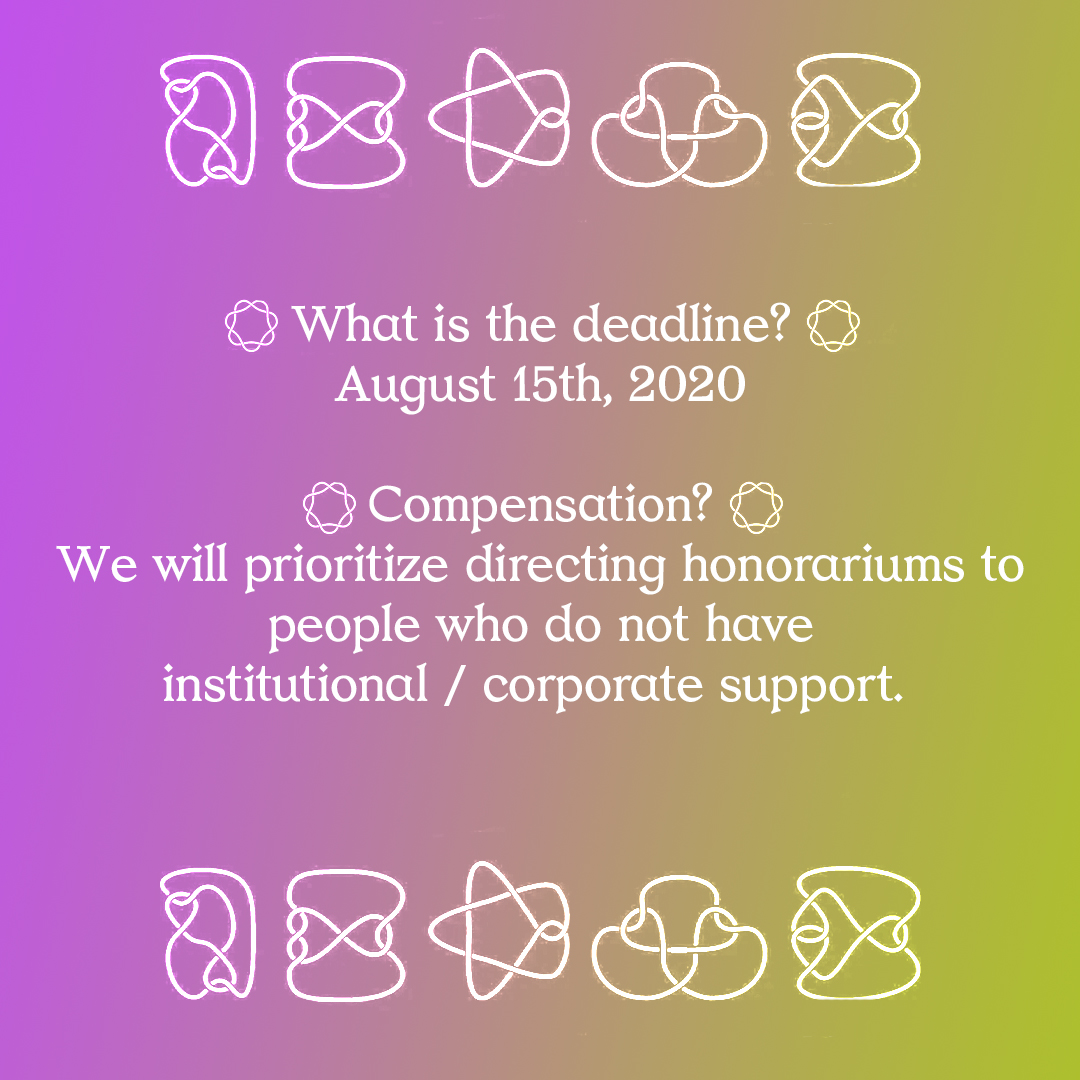 What is the deadline?
August 15th, 2020
Compensation?
We will prioritize directing honorariums to
people who do not have
institutional / corporate support.